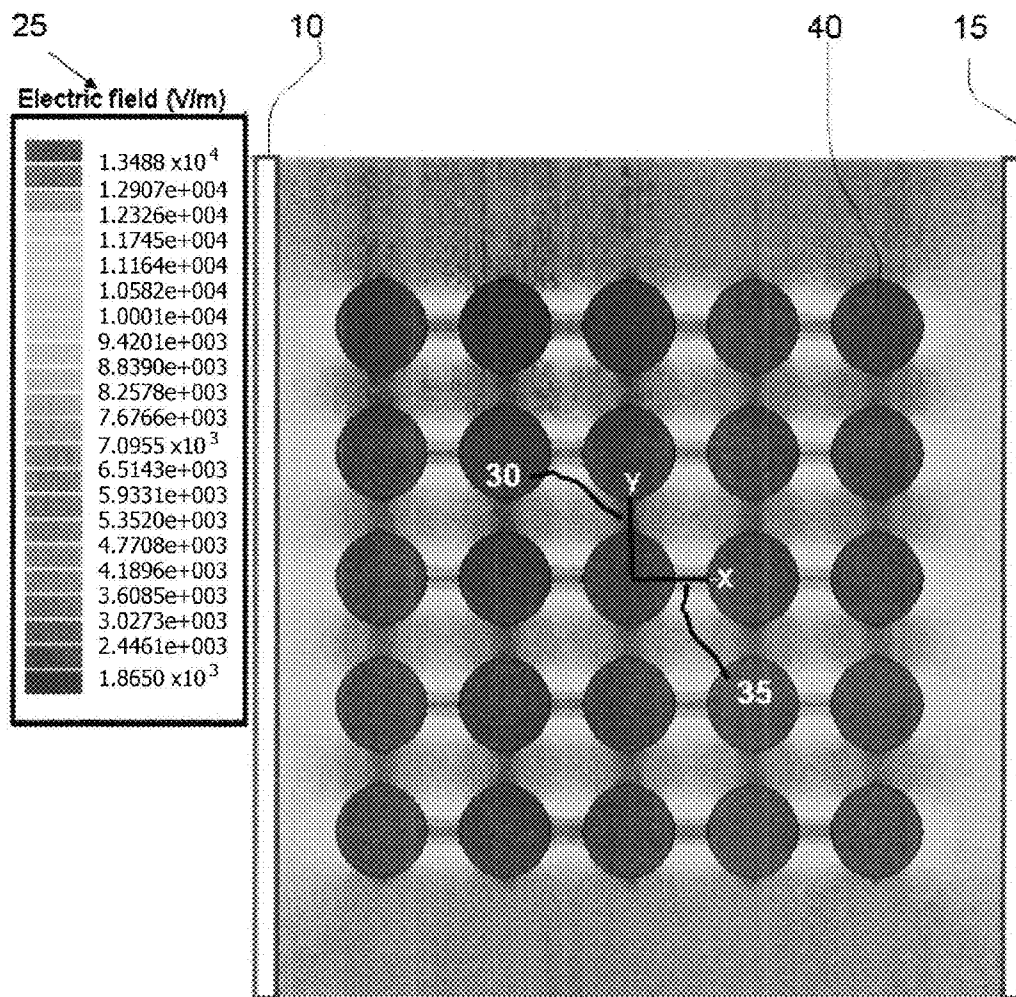 25 10 40 15
Electric field (V/m)
1.3488 x10 4
1.2907e+004
1.2326e+004
1.1745e+004
1.1164e+004
1.0582e+004
1.0001e+004
9.4201e+003
8.8390e+003
8.2578e+003
7.6766e+003
7.0955 x10 3
6.5143e+003
5.9331e+003
5.3520e+003
4.7708e+003
4.1896e+003
3.6085e+003
3.0273e+003
2.4461e+003
1.8650 x10 3
30 Y
X
35